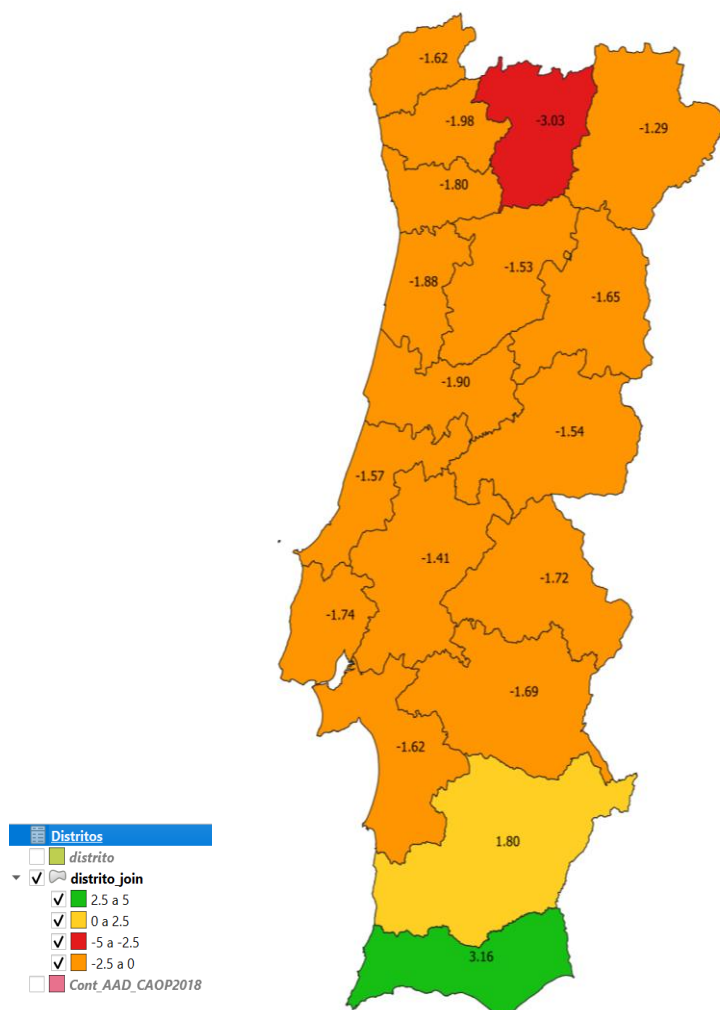 -1.62
-1.98
-3.03
-1.29
-1.80
-1.53
-1.88
-1.65
-1.90
-1.54
-1.57
-1.41
-1.72
-1.74
-1.69
-1.62
1.80
3.16
Distritos
distrito
distrito_join
2.5 a 5
0 a 2.5
-5 a -2.5
-2.5 a 0
Cont_AAD_CAOP2018